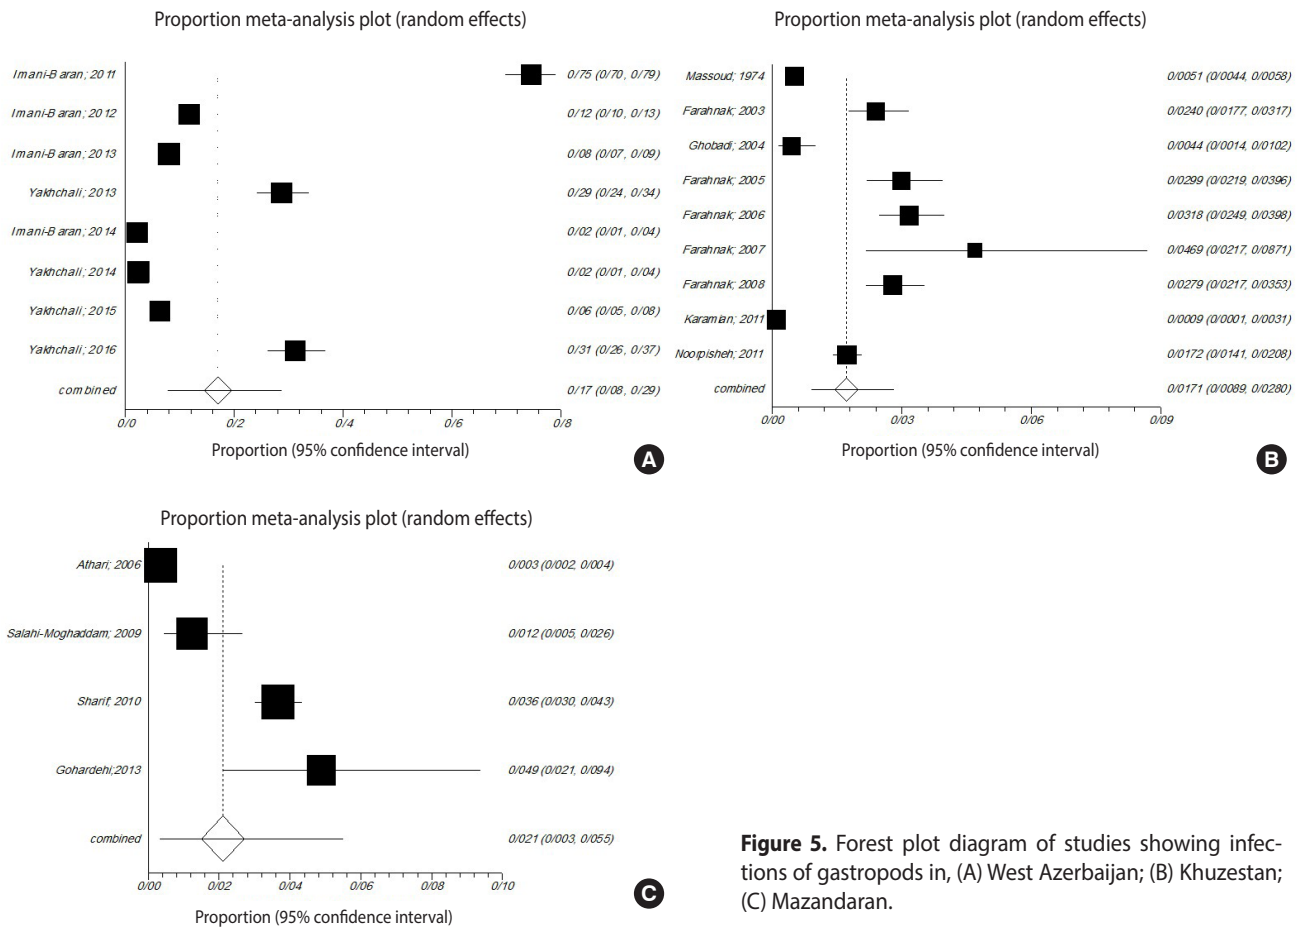 Proportion meta-analysis plot (random effects)
Imani-Baran; 2011 0/75 (0/70, 0/79)
Imani-Baran; 2012 0/12 (0/10, 0/13)
Imani-Baran; 2013 0/08 (0/07, 0/09)
Yakhchali; 2013 0/29 (0/24, 0/34)
Imani-Baran; 2014 0/02 (0/01, 0/04)
Yakhchali; 2014 0/02 (0/01, 0/04)
Yakhchali; 2015 0/06 (0/05, 0/08)
Yakhchali; 2016 0/31 (0/26, 0/37)
combined 0/17 (0/08, 0/29)
0/0 0/2 0/4 0/6 0/8
Proportion (95% confidence interval)
A
Proportion meta-analysis plot (random effects)
Massoud; 1974 0/0051 (0/0044, 0/0058)
Farahnak; 2003 0/0240 (0/0177, 0/0317)
Ghobadi; 2004 0/0044 (0/0014, 0/0102)
Farahnak; 2005 0/0299 (0/0219, 0/0396)
Farahnak; 2006 0/0318 (0/0249, 0/0398)
Farahnak; 2007 0/0469 (0/0217, 0/0871)
Farahnak; 2008 0/0279 (0/0217, 0/0353)
Karamian; 2011 0/0009 (0/0001, 0/0031)
Noorpisheh; 2011 0/0172 (0/0141, 0/0208)
combined 0/0171 (0/0089, 0/0280)
0/00 0/03 0/06 0/09
Proportion (95% confidence interval)
B
Proportion meta-analysis plot (random effects)
Athari; 2006 0/003 (0/002, 0/004)
Salahi-Moghaddam; 2009 0/012 (0/005, 0/026)
Sharif; 2010 0/036 (0/030, 0/043)
Gohardehi;2013 0/049 (0/021, 0/094)
combined 0/021 (0/003, 0/055)
0/00 0/02 0/04 0/06 0/08 0/10
Proportion (95% confidence interval)
C
Figure 5. Forest plot diagram of studies showing infec-
tions of gastropods in, (A) West Azerbaijan; (B) Khuzestan;
(C) Mazandaran.